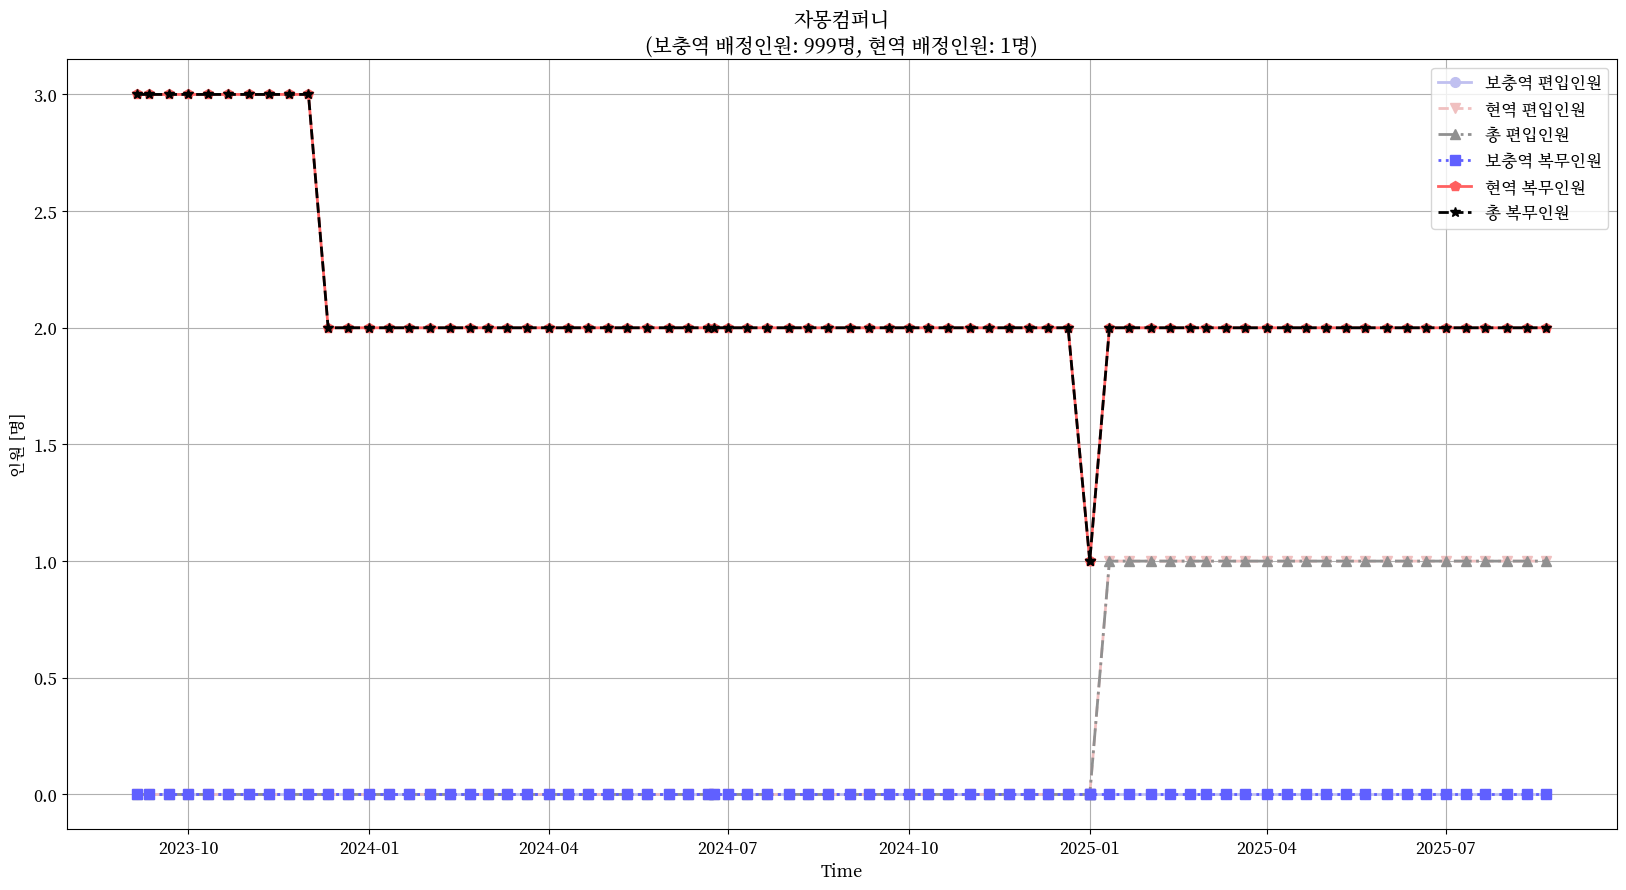 자몽컴퍼니
(보충역 배정인원: 999명, 현역 배정인원: 1명)
보충역 편입인원
현역 편입인원
총 편입인원
보충역 복무인원
현역 복무인원
총 복무인원
인원 [명]
3.0
2.5
2.0
1.5
1.0
0.5
0.0
2023-10 2024-01 2024-04 2024-07 2024-10 2025-01 2025-04 2025-07
Time